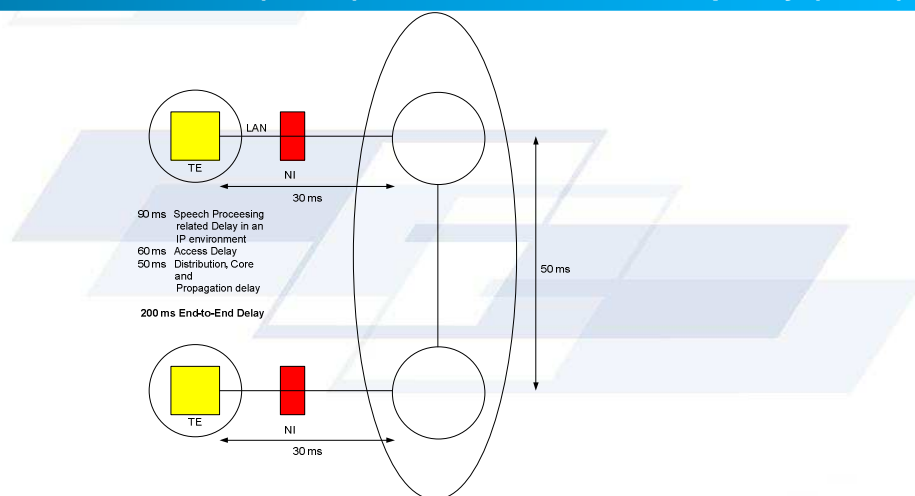 LAN
TE
NI
30 ms
90 ms Speech Proceesing
related Delay in an
IP environment
60 ms Access Delay
50 ms Distribution, Core
and
Propagation delay
200 ms End-to-End Delay
50 ms
TE
NI
30 ms